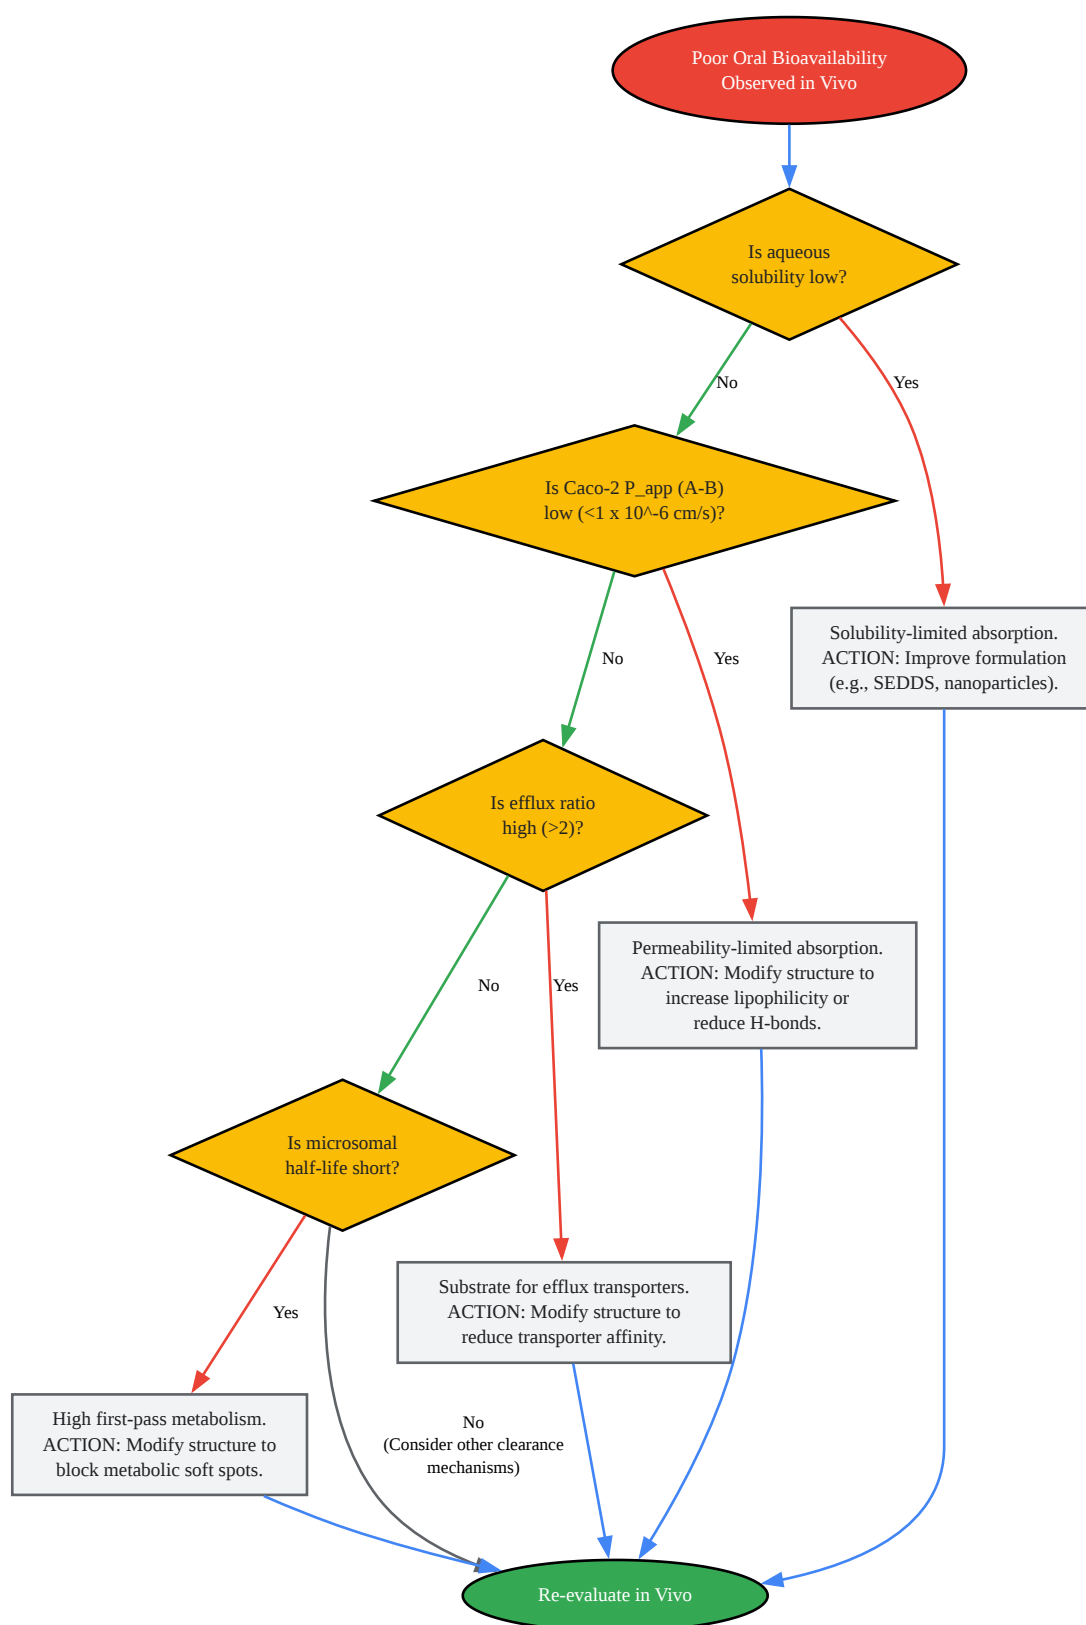 Poor Oral Bioavailability
Observed in Vivo
Is aqueous
solubility low?
No
Yes
Is Caco-2 P_app (A-B)
low (<1 x 10^-6 cm/s)?
Solubility-limited absorption.
ACTION: Improve formulation
(e.g., SEDDS, nanoparticles).
No
Yes
Is efflux ratio
high (>2)?
Permeability-limited absorption.
ACTION: Modify structure to
increase lipophilicity or
reduce H-bonds.
No
Yes
Is microsomal
half-life short?
Substrate for efflux transporters.
ACTION: Modify structure to
reduce transporter affinity.
Yes
High first-pass metabolism.
ACTION: Modify structure to
block metabolic soft spots.
No
(Consider other clearance
mechanisms)
Re-evaluate in Vivo